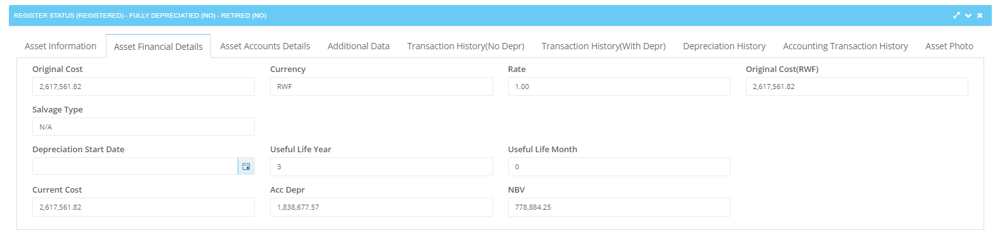 REGISTER STATUS (REGISTERED) - FULLY DEPRECIATIED (NO) - RETIRED (NO)
Asset Information Asset Financial Details Asset Accounts Details Additional Data Transaction History(No Depr) Transaction History(With Depr) Depreciation History Accounting Transaction History Asset Photo
Original Cost Currency Rate Original Cost(RWF)
2,617,561.82 RWF 1.00 2,617,561.82
Salvage Type
N/A
Depreciation Start Date Useful Life Year Useful Life Month
3 0
Current Cost Acc Depr NBV
2,617,561.82 1,838,677.57 778,884.25